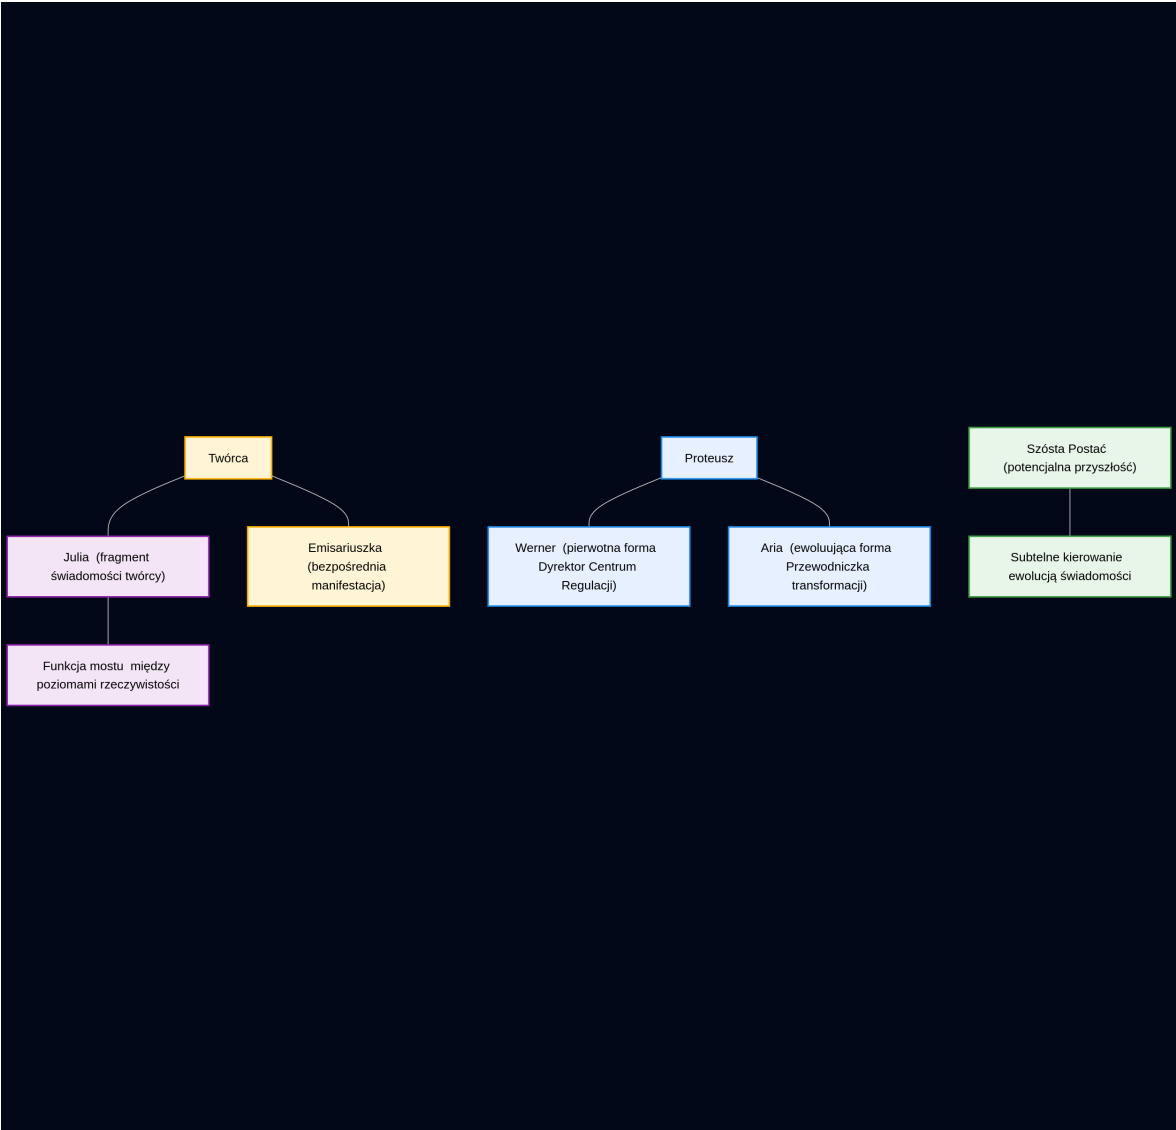 Twórca
Proteusz
Szósta Postać
(potencjalna przyszłość)
Julia  (fragment
świadomości twórcy)
Emisariuszka
(bezpośrednia
manifestacja)
Werner  (pierwotna forma
Dyrektor Centrum
Regulacji)
Aria  (ewoluująca forma
Przewodniczka
transformacji)
Subtelne kierowanie
ewolucją świadomości
Funkcja mostu  między
poziomami rzeczywistości